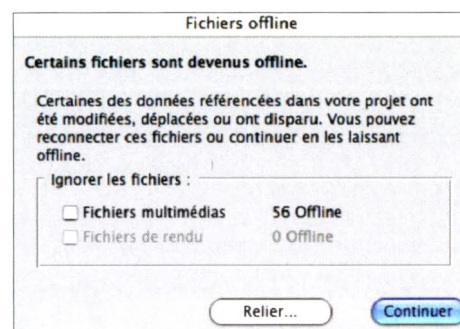 Fichiers offline
Certains fichiers sont devenus offline.
Certaines des données référencées dans votre projet ont
été modifiées, déplacées ou ont disparu. Vous pouvez
reconnecter ces fichiers ou continuer en les laissant
offline.
Ignorer les fichiers :
Fichiers multimédias 56 Offline
Fichiers de rendu 0 Offline
Relier... Continuer